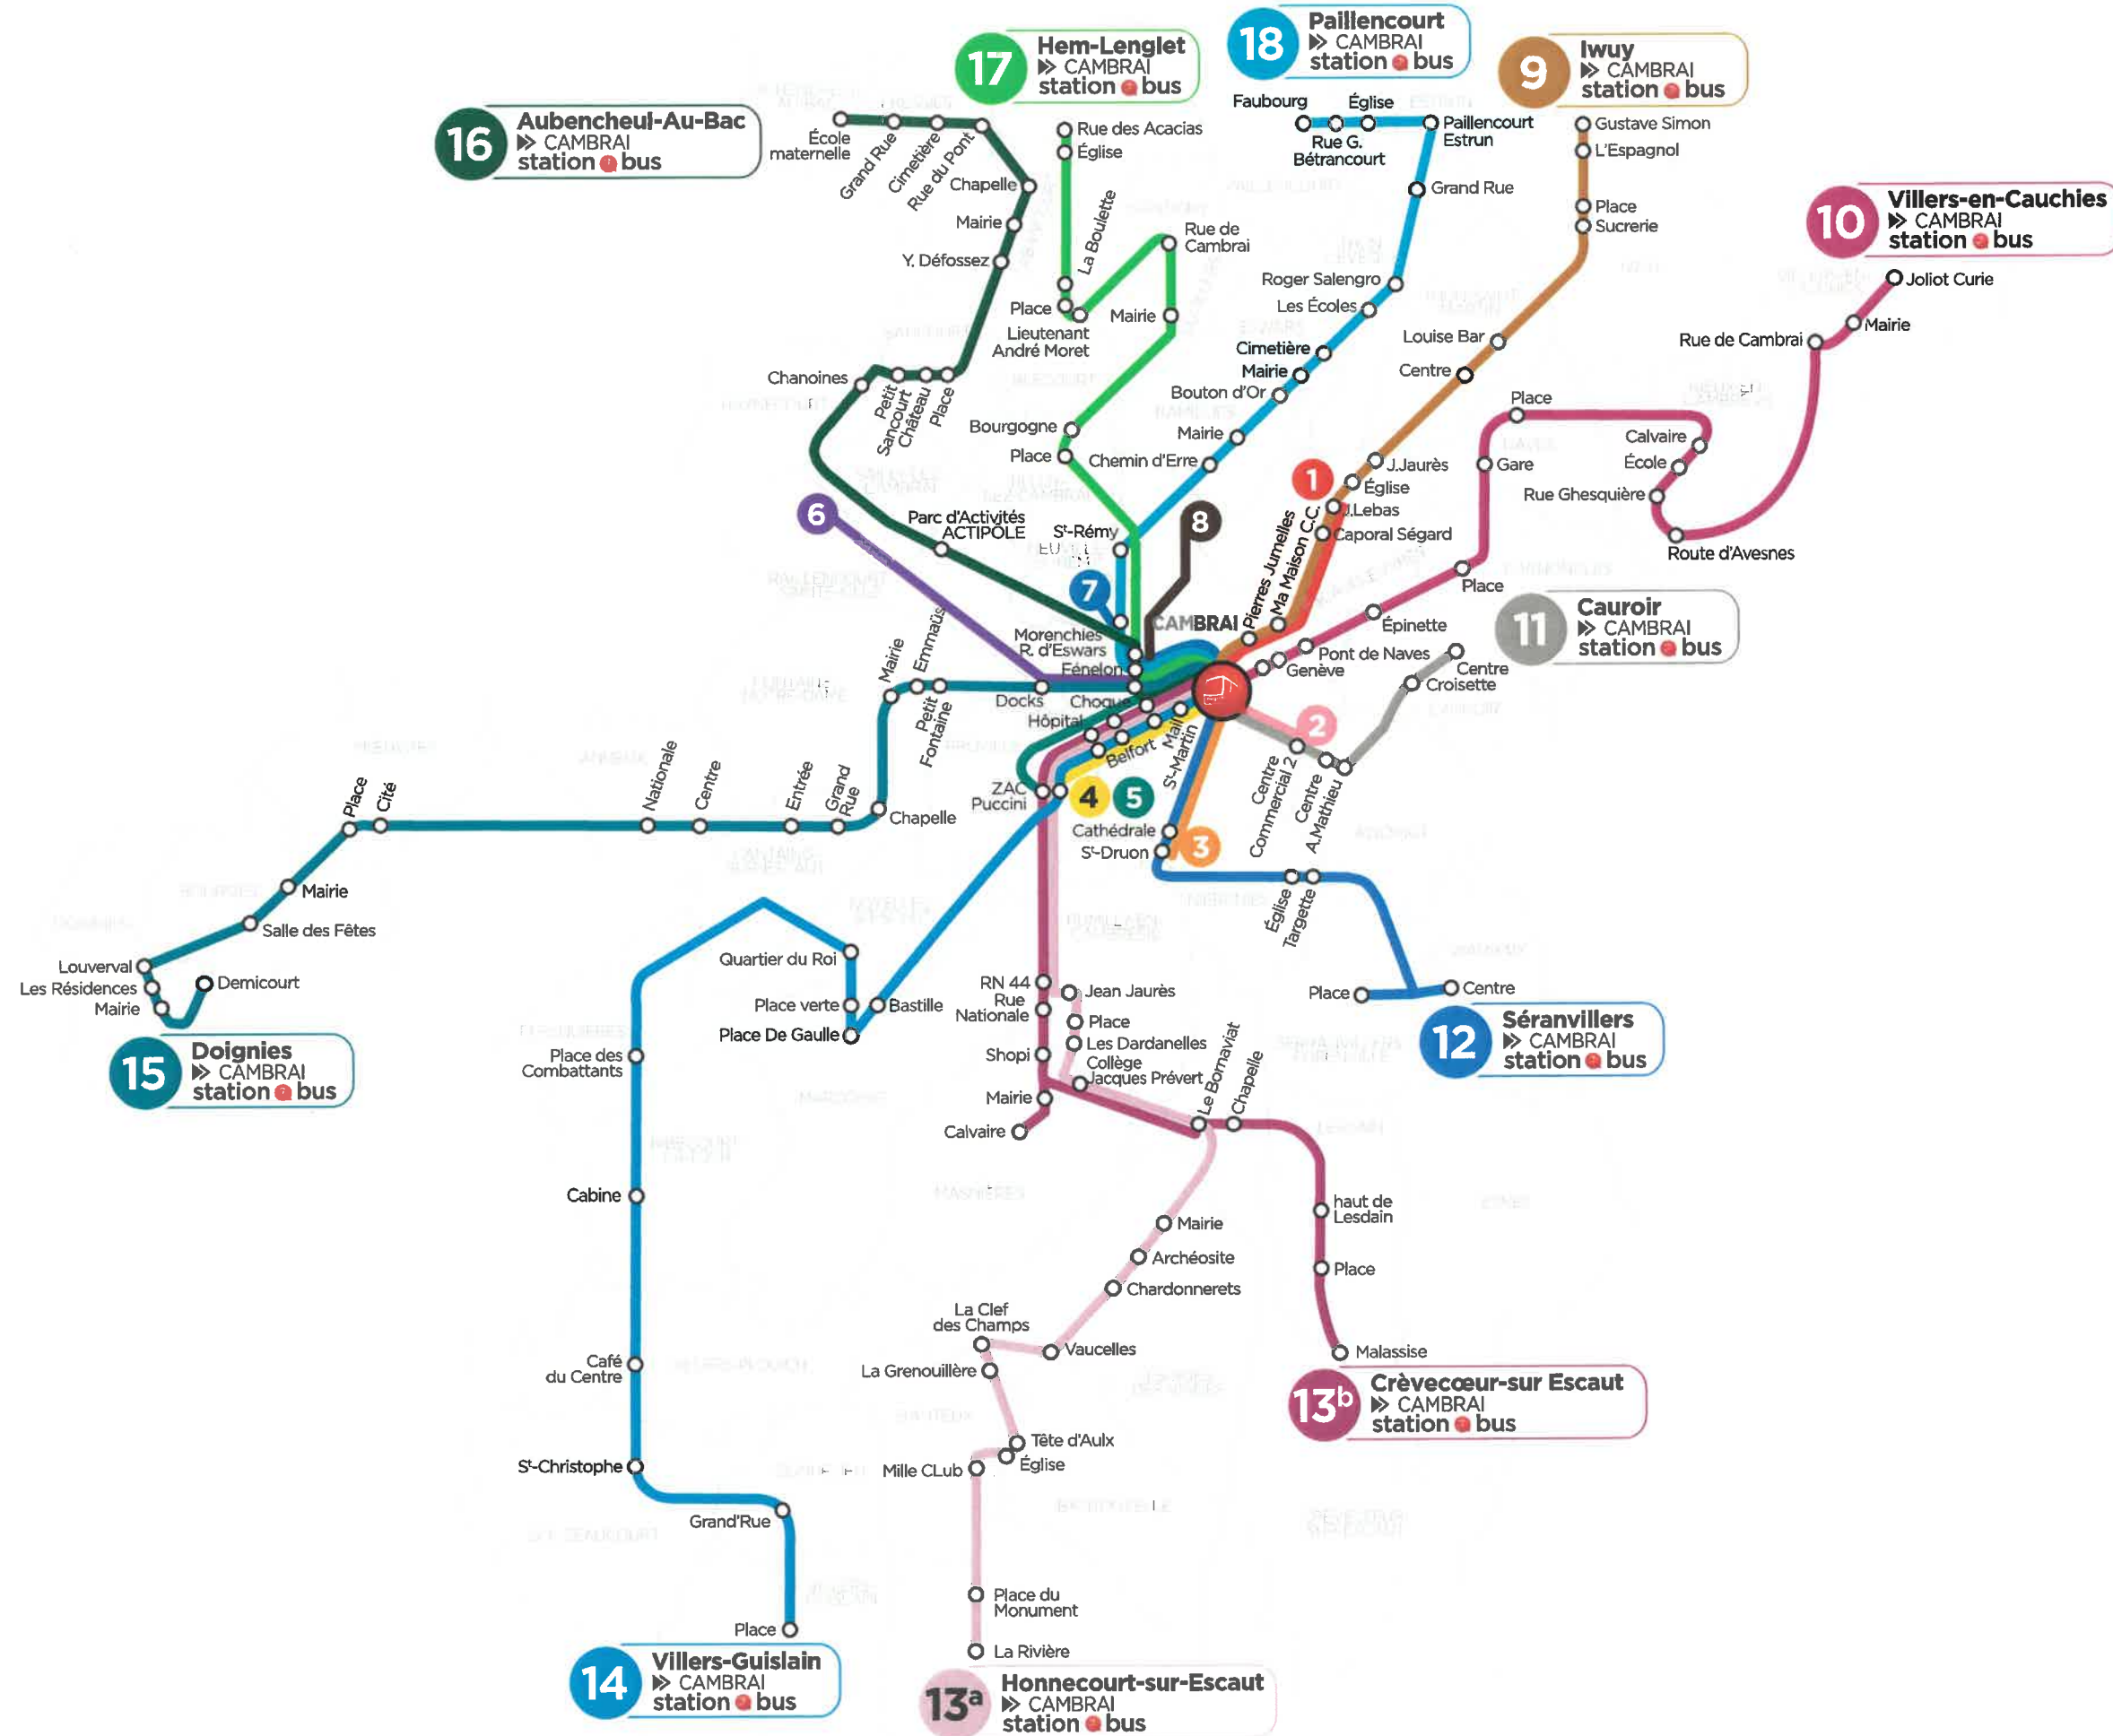 17
Hem-Lenglet
CAMBRAI
station bus
18
Paillencourt
CAMBRAI
station bus
9
Iwuy
CAMBRAI
station bus
16
Aubencheul-Au-Bac
CAMBRAI
station bus
10
Villers-en-Cauchies
CAMBRAI
station bus
École
maternelle
Grand Rue
Cimetière
Rue du Pont
Chapelle
Mairie
Y. Défossez
Place
Château
Petit
Sancourt
Chanoines
Parc d'Activités
ACTIPÔLE
Rue des Acacias
Église
La Boulette
Place
Lieutenant
André Moret
Rue de
Cambrai
Mairie
Bourgogne
Place
Faubourg
Rue G.
Bétrancourt
Église
Paillencourt
Estrun
Grand Rue
Roger Salengro
Les Écoles
Cimetière
Mairie
Bouton d'Or
Mairie
Chemin d'Erre
St-Rémy
Gustave Simon
L'Espagnol
Place
Sucrerie
Louise Bar
Centre
J.Jaurès
Église
J.Lebas
Caporal Ségard
Ma Maison C.C.
Pierres Jumelles
Joliot Curie
Mairie
Rue de Cambrai
Route d'Avesnes
Rue Ghesquière
École
Calvaire
Place
Gare
Place
Épinette
Pont de Naves
Genève
1
6
7
8
CAMBRAI
Morenchies
R. d'Eswars
Fénelon
Docks
Choque
Hôpital
Belfort
Mail
St-Martin
ZAC
Puccini
4
5
2
3
11
Cauroir
CAMBRAI
station bus
Centre
Croisette
Centre
Commercial 2
Centre
A.Mathieu
Cathédrale
St-Druon
Église
Targette
Place
Centre
12
Séranvillers
CAMBRAI
station bus
Mairie
Emmaüs
Petit
Fontaine
Chapelle
Grand
Rue
Entrée
Centre
Nationale
Cité
Place
Mairie
Salle des Fêtes
Louverval
Les Résidences
Mairie
Demicourt
15
Doignies
CAMBRAI
station bus
Quartier du Roi
Place verte
Bastille
Place De Gaulle
Place des
Combattants
Cabine
Café
du Centre
St-Christophe
Grand'Rue
Place
14
Villers-Guislain
CAMBRAI
station bus
RN 44
Rue
Nationale
Shopi
Mairie
Calvaire
Jean Jaurès
Place
Les Dardanelles
Collège
Jacques Prévert
Le Bornaviat
Chapelle
haut de
Lesdain
Place
Malassise
13b
Crèvecœur-sur Escaut
CAMBRAI
station bus
Mairie
Archéosite
Chardonnerets
Vaucelles
La Clef
des Champs
La Grenouillère
Tête d'Aulx
Église
Mille CLub
Place du
Monument
La Rivière
13a
Honnecourt-sur-Escaut
CAMBRAI
station bus